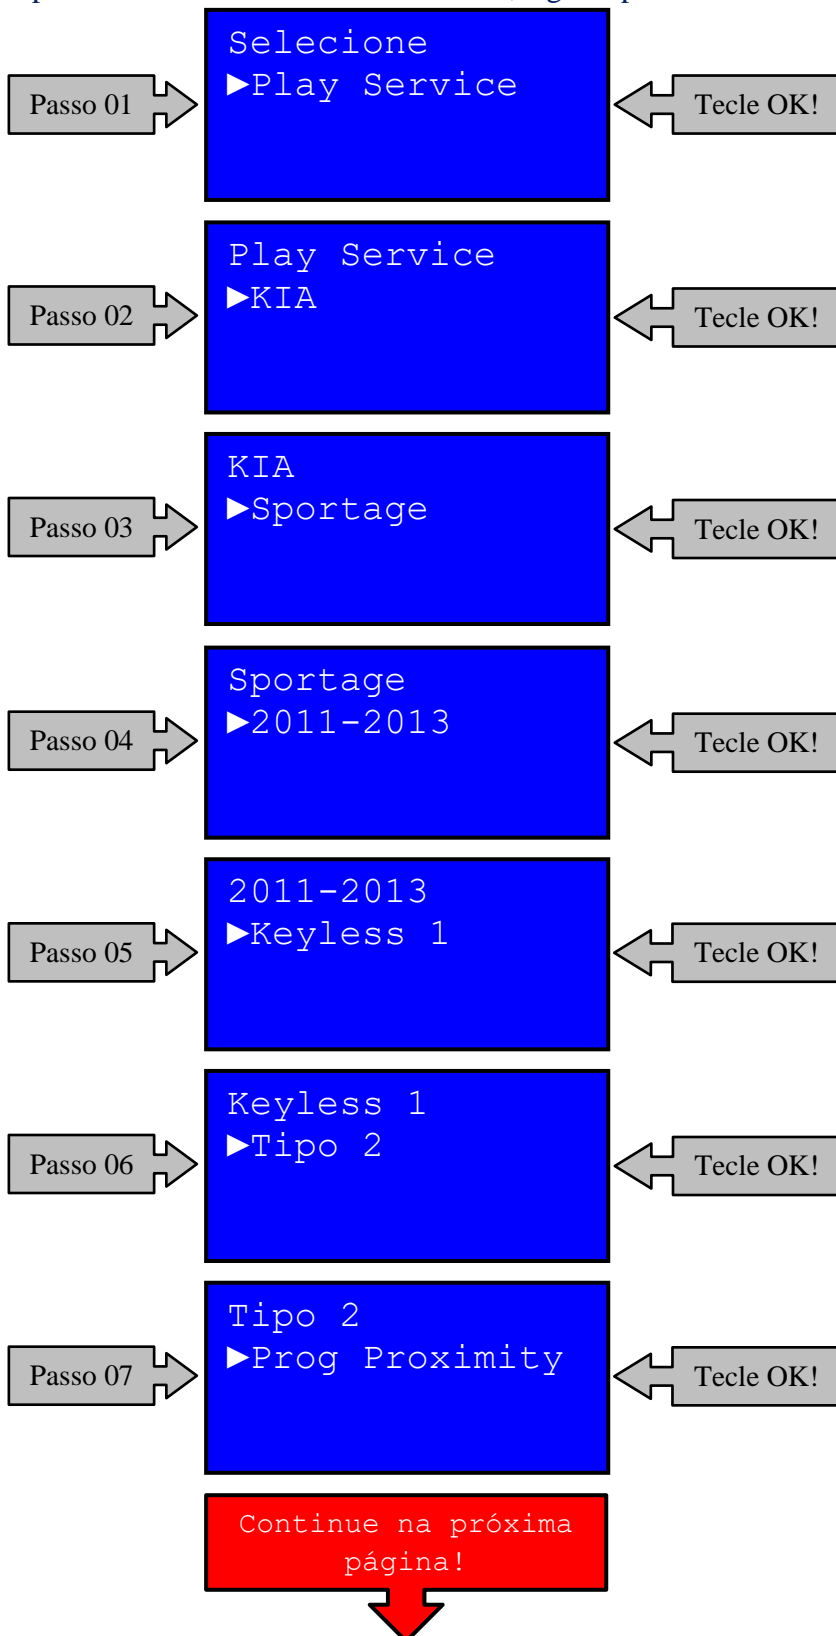 Selecione
►Play Service
Passo 01
Tecle OK!
Play Service
►KIA
Passo 02
Tecle OK!
KIA
►Sportage
Passo 03
Tecle OK!
Sportage
►2011-2013
Passo 04
Tecle OK!
2011-2013
►Keyless 1
Passo 05
Tecle OK!
Keyless 1
►Tipo 2
Passo 06
Tecle OK!
Tipo 2
►Prog Proximity
Passo 07
Tecle OK!
Continue na próxima
página!